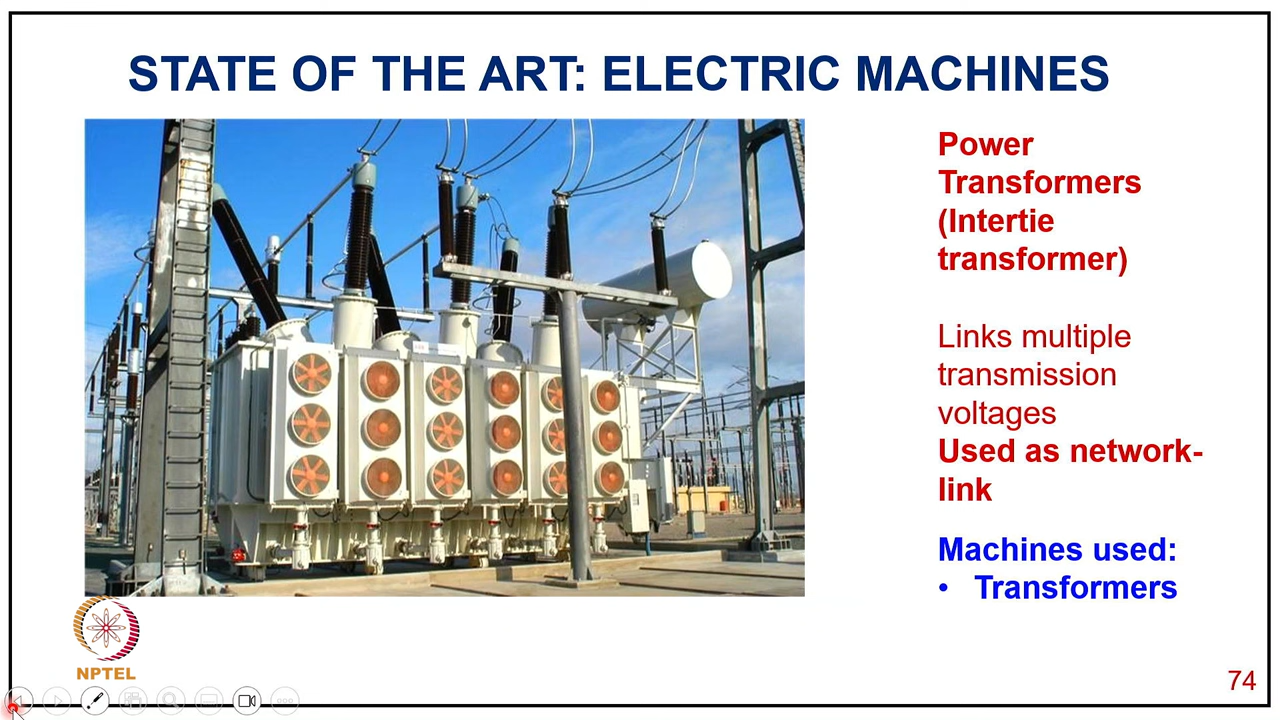 STATE OF THE ART: ELECTRIC MACHINES
Power
Transformers
(Intertie
transformer)
Links multiple
transmission
voltages
Used as network-
link
Machines used:
• Transformers
NPTEL
74